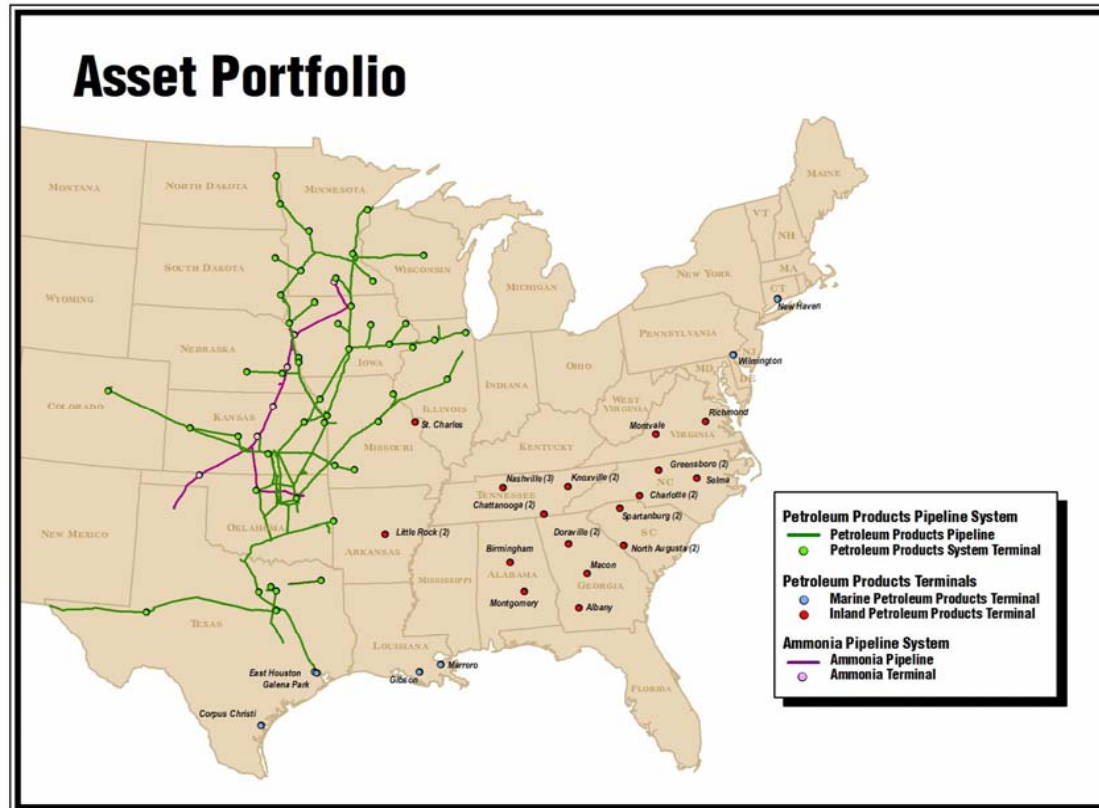 Asset Portfolio
MAINE
MONTANA
NORTH DAKOTA
MINNESOTA
VT
NH
SOUTH DAKOTA
WISCONSIN
MICHIGAN
NEW YORK
MA
CT
New Haven
WYOMING
NEBRASKA
IOWA
PENNSYLVANIA
NJ
Wilmington
MD
DE
OHIO
INDIANA
ILLINOIS
COLORADO
KANSAS
MISSOURI
St. Charles
WEST
VIRGINIA
Richmond
Montvale
VIRGINIA
KENTUCKY
Greensboro (2)
Nashville (3)
Knoxville (2)
NC
Selma
TENNESSEE
Chattanooge (2)
Charlotte (2)
Spartanburg (2)
NEW MEXICO
OKLAHOMA
ARKANSAS
Little Rock (2)
Doraville (2)
SC
North Augusta (2)
Birmingham
ALABAMA
MISSISSIPPI
Macon
GEORGIA
Montgomery
Albany
TEXAS
LOUISIANA
East Houston
Galena Park
Gibson
Marroro
FLORIDA
Corpus Christi
Petroleum Products Pipeline System
Petroleum Products Pipeline
Petroleum Products System Terminal
Petroleum Products Terminals
Marine Petroleum Products Terminal
Inland Petroleum Products Terminal
Ammonia Pipeline System
Ammonia Pipeline
Ammonia Terminal